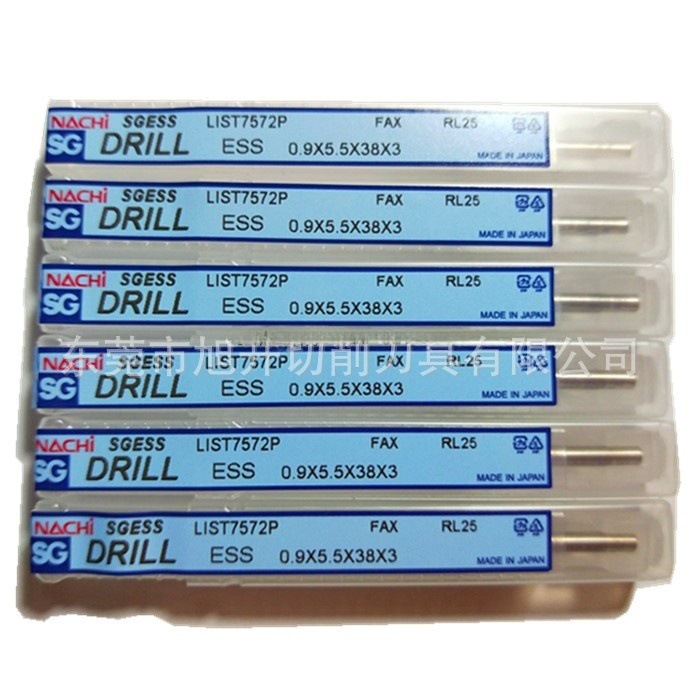 NACHi SGESS LIST7572P FAX RL25
SG DRILL ESS 0.9X5.5X38X3
MADE IN JAPAN
NACHi SGESS LIST7572P FAX RL25
SG DRILL ESS 0.9X5.5X38X3
MADE IN JAPAN
NACHi SGESS LIST7572P FAX RL25
SG DRILL ESS 0.9X5.5X38X3
MADE IN JAPAN
东莞市旭升切削刀具有限公司
NACHi SGESS LIST7572P FAX RL25
SG DRILL ESS 0.9X5.5X38X3
MADE IN JAPAN
NACHi SGESS LIST7572P FAX RL25
SG DRILL ESS 0.9X5.5X38X3
MADE IN JAPAN
NACHi SGESS LIST7572P FAX RL25
SG DRILL ESS 0.9X5.5X38X3
MADE IN JAPAN